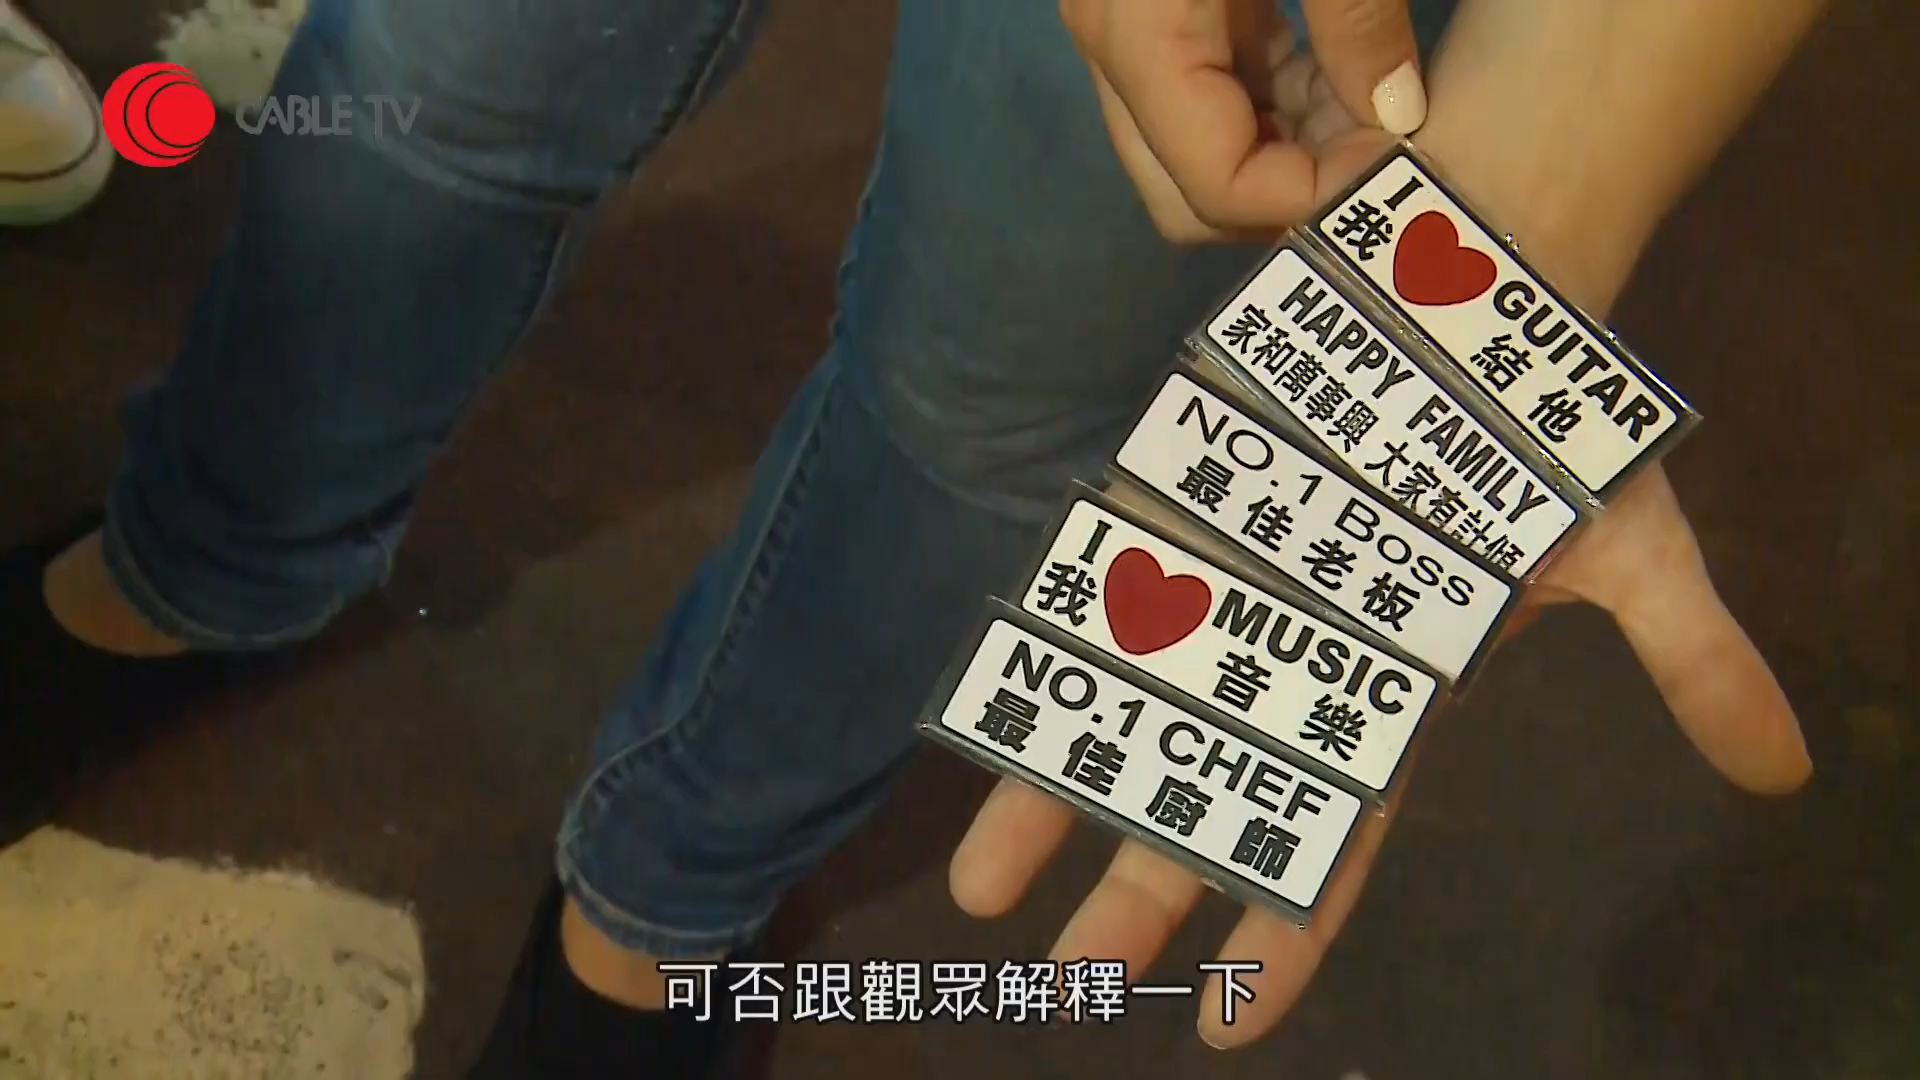 CABLE TV
I GUITAR
我 結他
HAPPY FAMILY
家和萬事興 大家有計傾
NO.1 BOSS
最佳老板
I MUSIC
我 音樂
NO.1 CHEF
最佳廚師
可否跟觀眾解釋一下